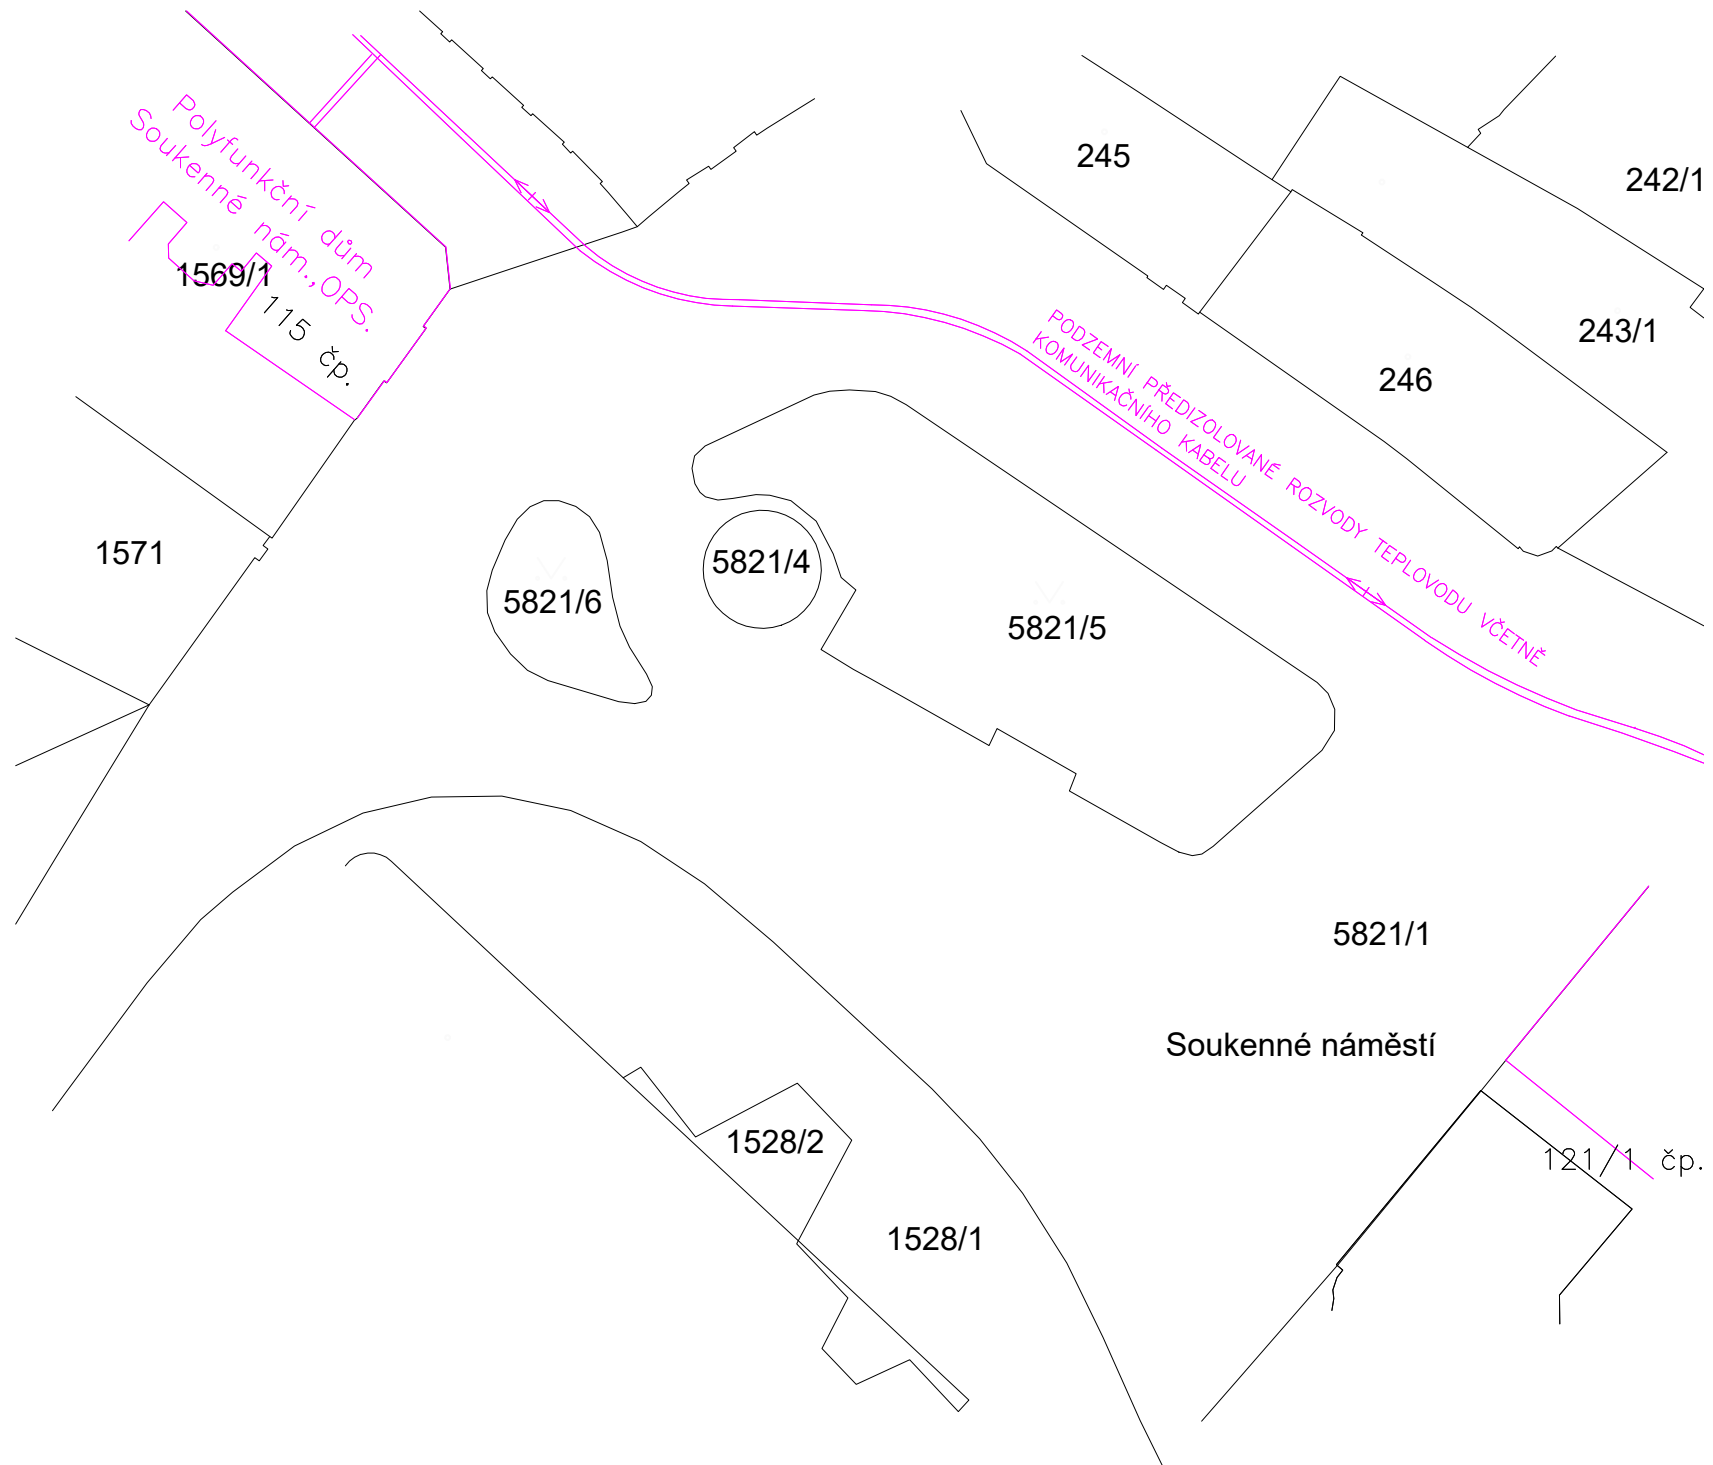 Polyfunkční dům
Soukenné nám.,OPS.
1569/1
115 čp.
245
242/1
243/1
246
PODZEMNÍ PŘEDIZOLOVANÉ ROZVODY TEPLOVODU VČETNĚ
KOMUNIKAČNÍHO KABELU
1571
5821/6
5821/4
5821/5
5821/1
Soukenné náměstí
121/1 čp.
1528/2
1528/1